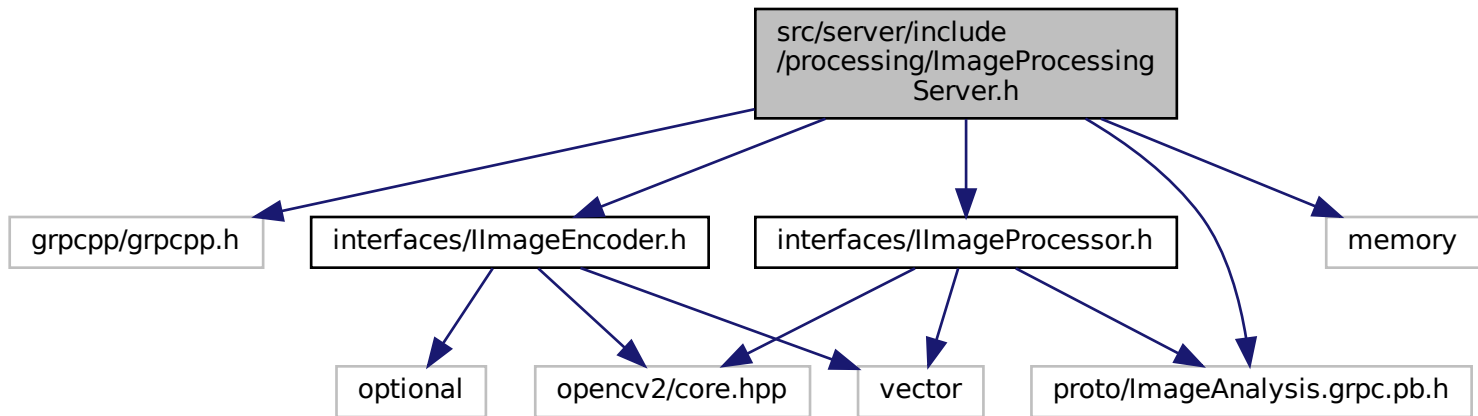 src/server/include
/processing/ImageProcessing
Server.h
grpcpp/grpcpp.h
interfaces/IImageEncoder.h
interfaces/IImageProcessor.h
memory
optional
opencv2/core.hpp
vector
proto/ImageAnalysis.grpc.pb.h